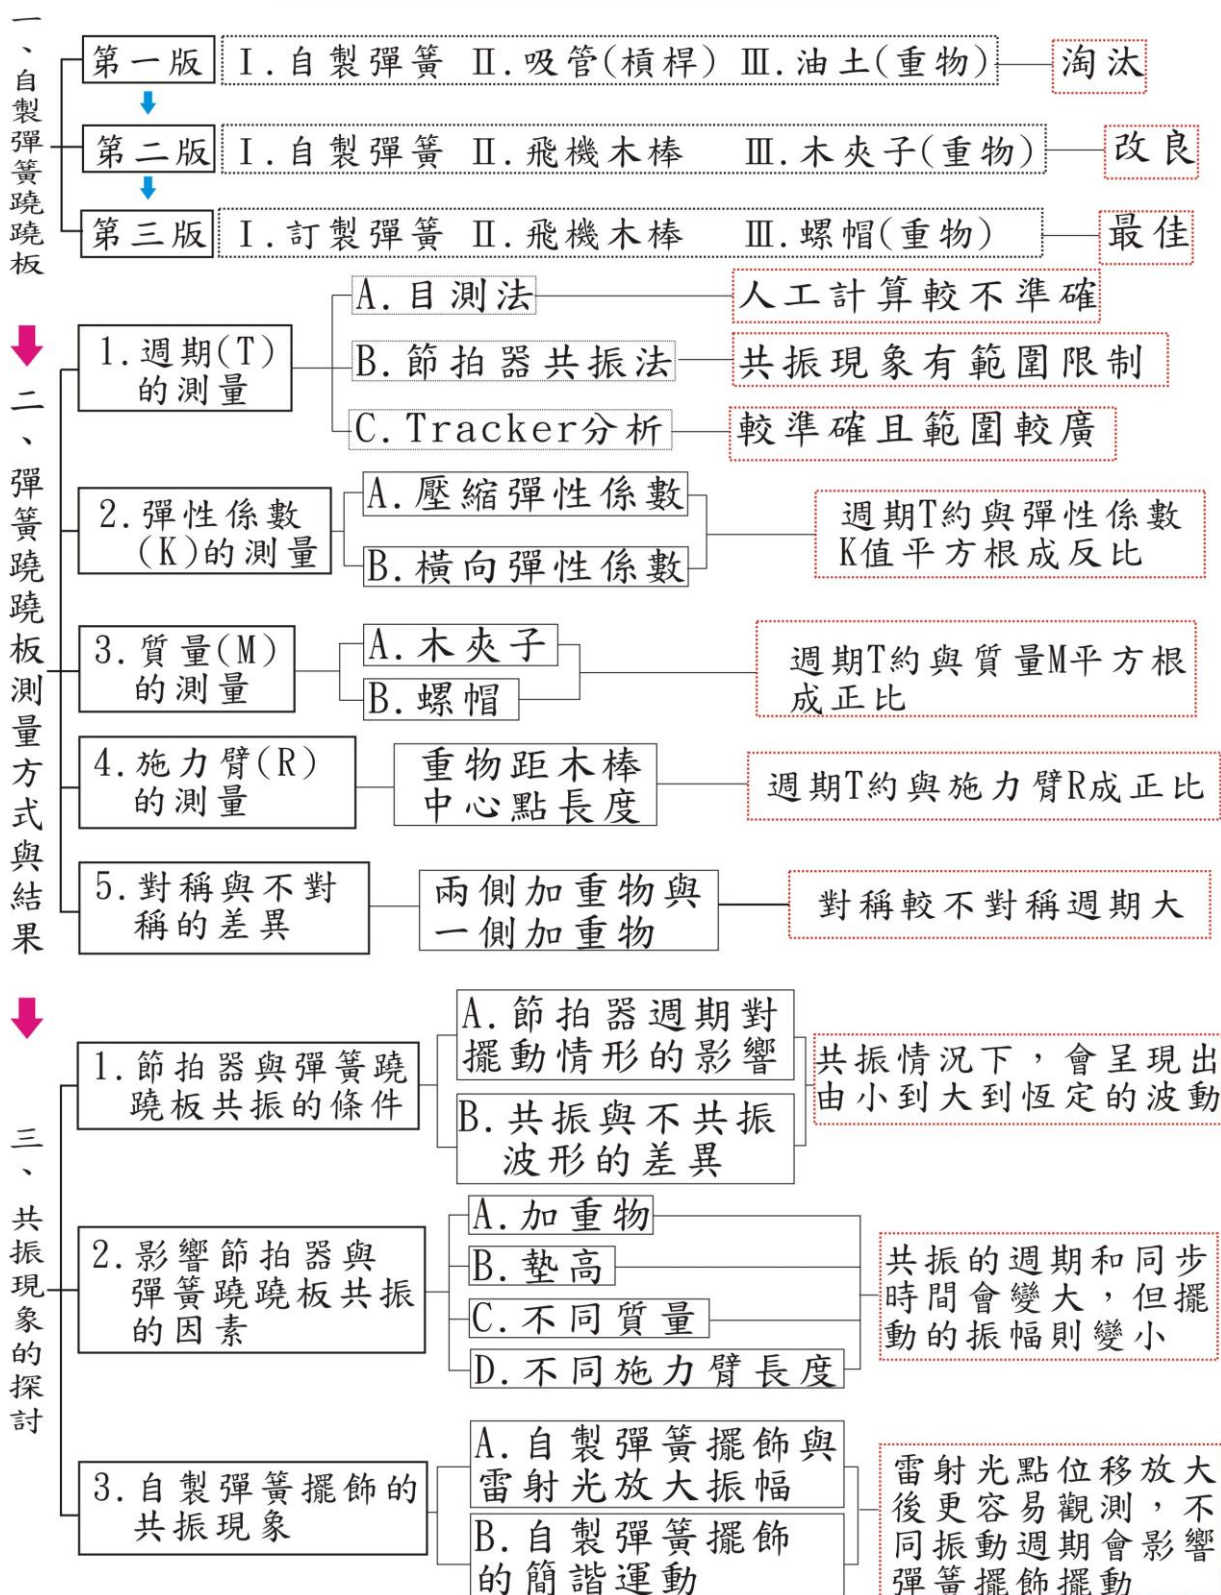 一、自製彈簧蹺蹺板
第一版
I.自製彈簧 II.吸管(槓桿) III.油土(重物)
淘汰
第二版
I.自製彈簧 II.飛機木棒 III.木夾子(重物)
改良
第三版
I.訂製彈簧 II.飛機木棒 III.螺帽(重物)
最佳
二、彈簧蹺蹺板測量方式與結果
1.週期(T)
的測量
A.目測法
人工計算較不準確
B.節拍器共振法
共振現象有範圍限制
C.Tracker分析
較準確且範圍較廣
2.彈性係數
(K)的測量
A.壓縮彈性係數
B.橫向彈性係數
週期T約與彈性係數
K值平方根成反比
3.質量(M)
的測量
A.木夾子
B.螺帽
週期T約與質量M平方根
成正比
4.施力臂(R)
的測量
重物距木棒
中心點長度
週期T約與施力臂R成正比
5.對稱與不對
稱的差異
兩側加重物與
一側加重物
對稱較不對稱週期大
三、共振現象的探討
1.節拍器與彈簧蹺
蹺板共振的條件
A.節拍器週期對
擺動情形的影響
B.共振與不共振
波形的差異
共振情況下，會呈現出
由小到大到恆定的波動
2.影響節拍器與
彈簧蹺蹺板共振
的因素
A.加重物
B.墊高
C.不同質量
D.不同施力臂長度
共振的週期和同步
時間會變大，但擺
動的振幅則變小
3.自製彈簧擺飾的
共振現象
A.自製彈簧擺飾與
雷射光放大振幅
B.自製彈簧擺飾
的簡諧運動
雷射光點位移放大
後更容易觀測，不
同振動週期會影響
彈簧擺飾擺動